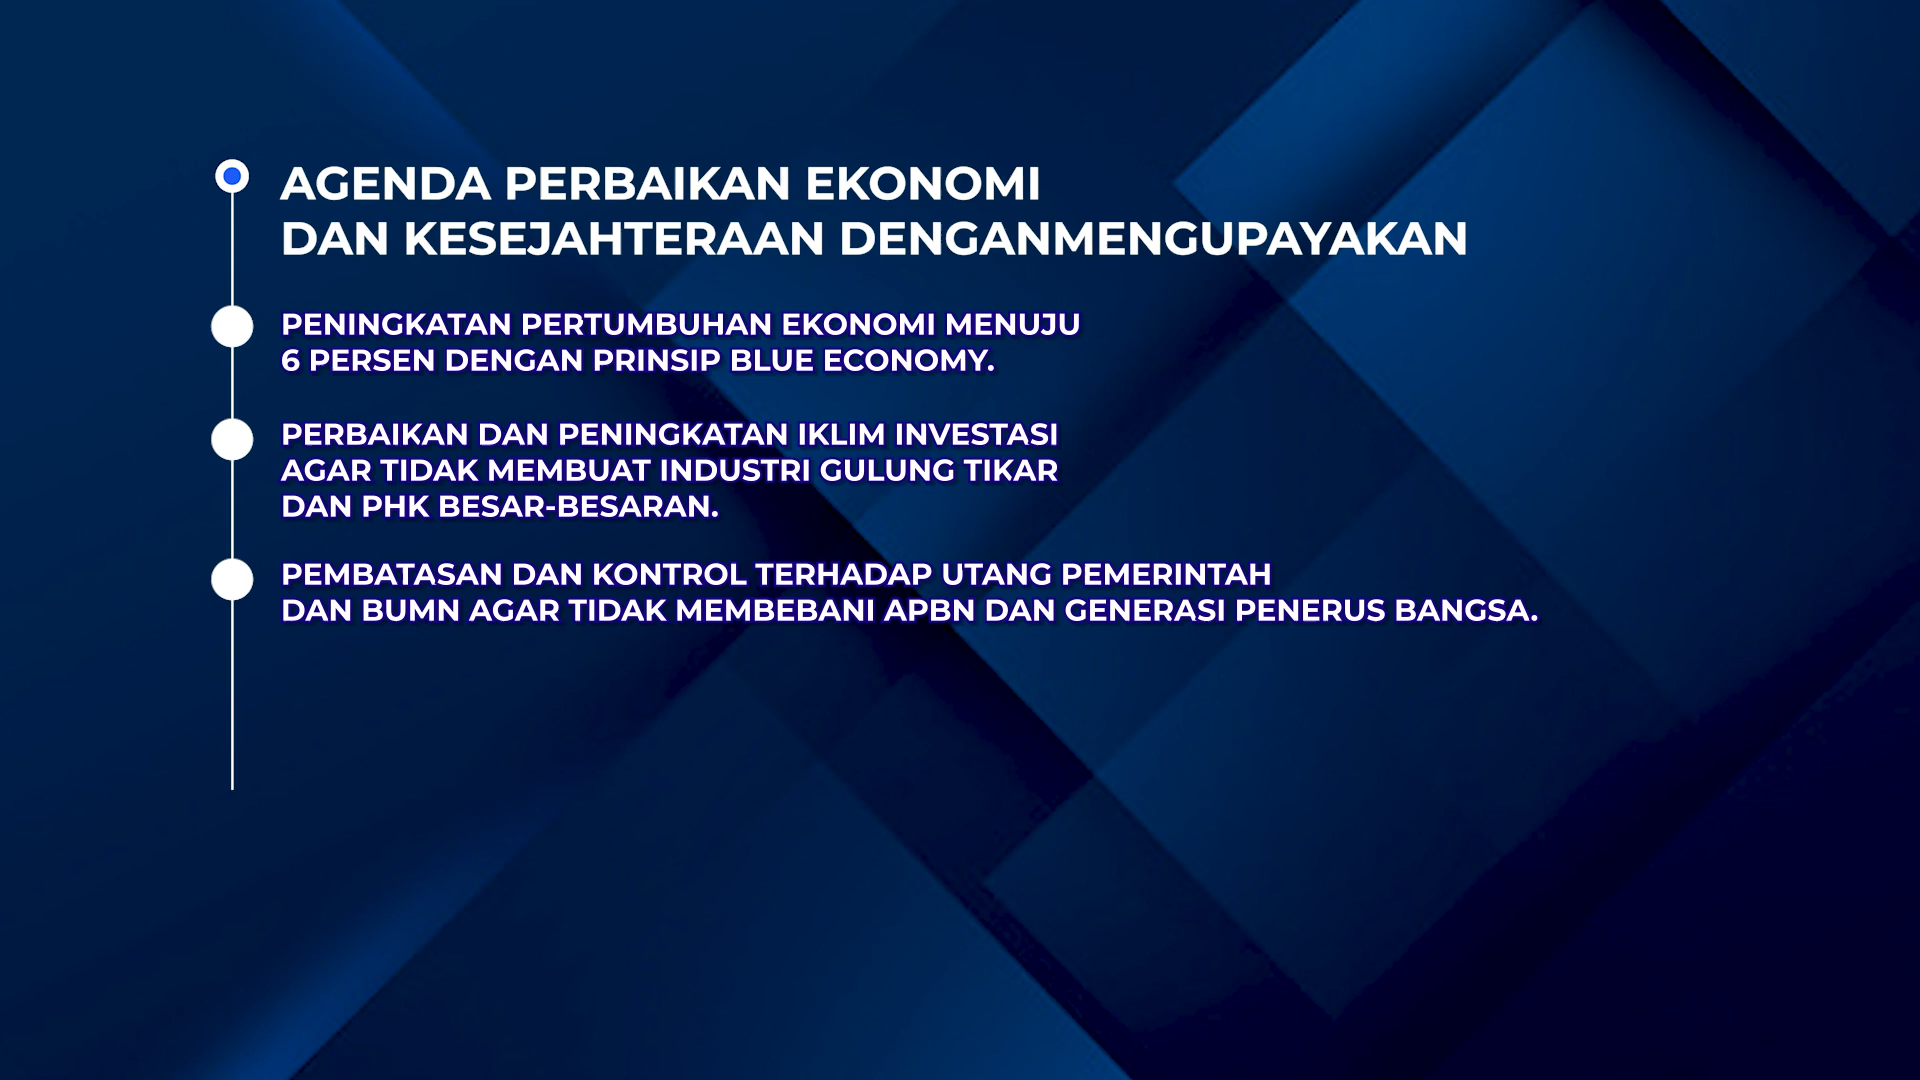 AGENDA PERBAIKAN EKONOMI
DAN KESEJAHTERAAN DENGANMENGUPAYAKAN
PENINGKATAN PERTUMBUHAN EKONOMI MENUJU
6 PERSEN DENGAN PRINSIP BLUE ECONOMY.
PERBAIKAN DAN PENINGKATAN IKLIM INVESTASI
AGAR TIDAK MEMBUAT INDUSTRI GULUNG TIKAR
DAN PHK BESAR-BESARAN.
PEMBATASAN DAN KONTROL TERHADAP UTANG PEMERINTAH
DAN BUMN AGAR TIDAK MEMBEBANI APBN DAN GENERASI PENERUS BANGSA.